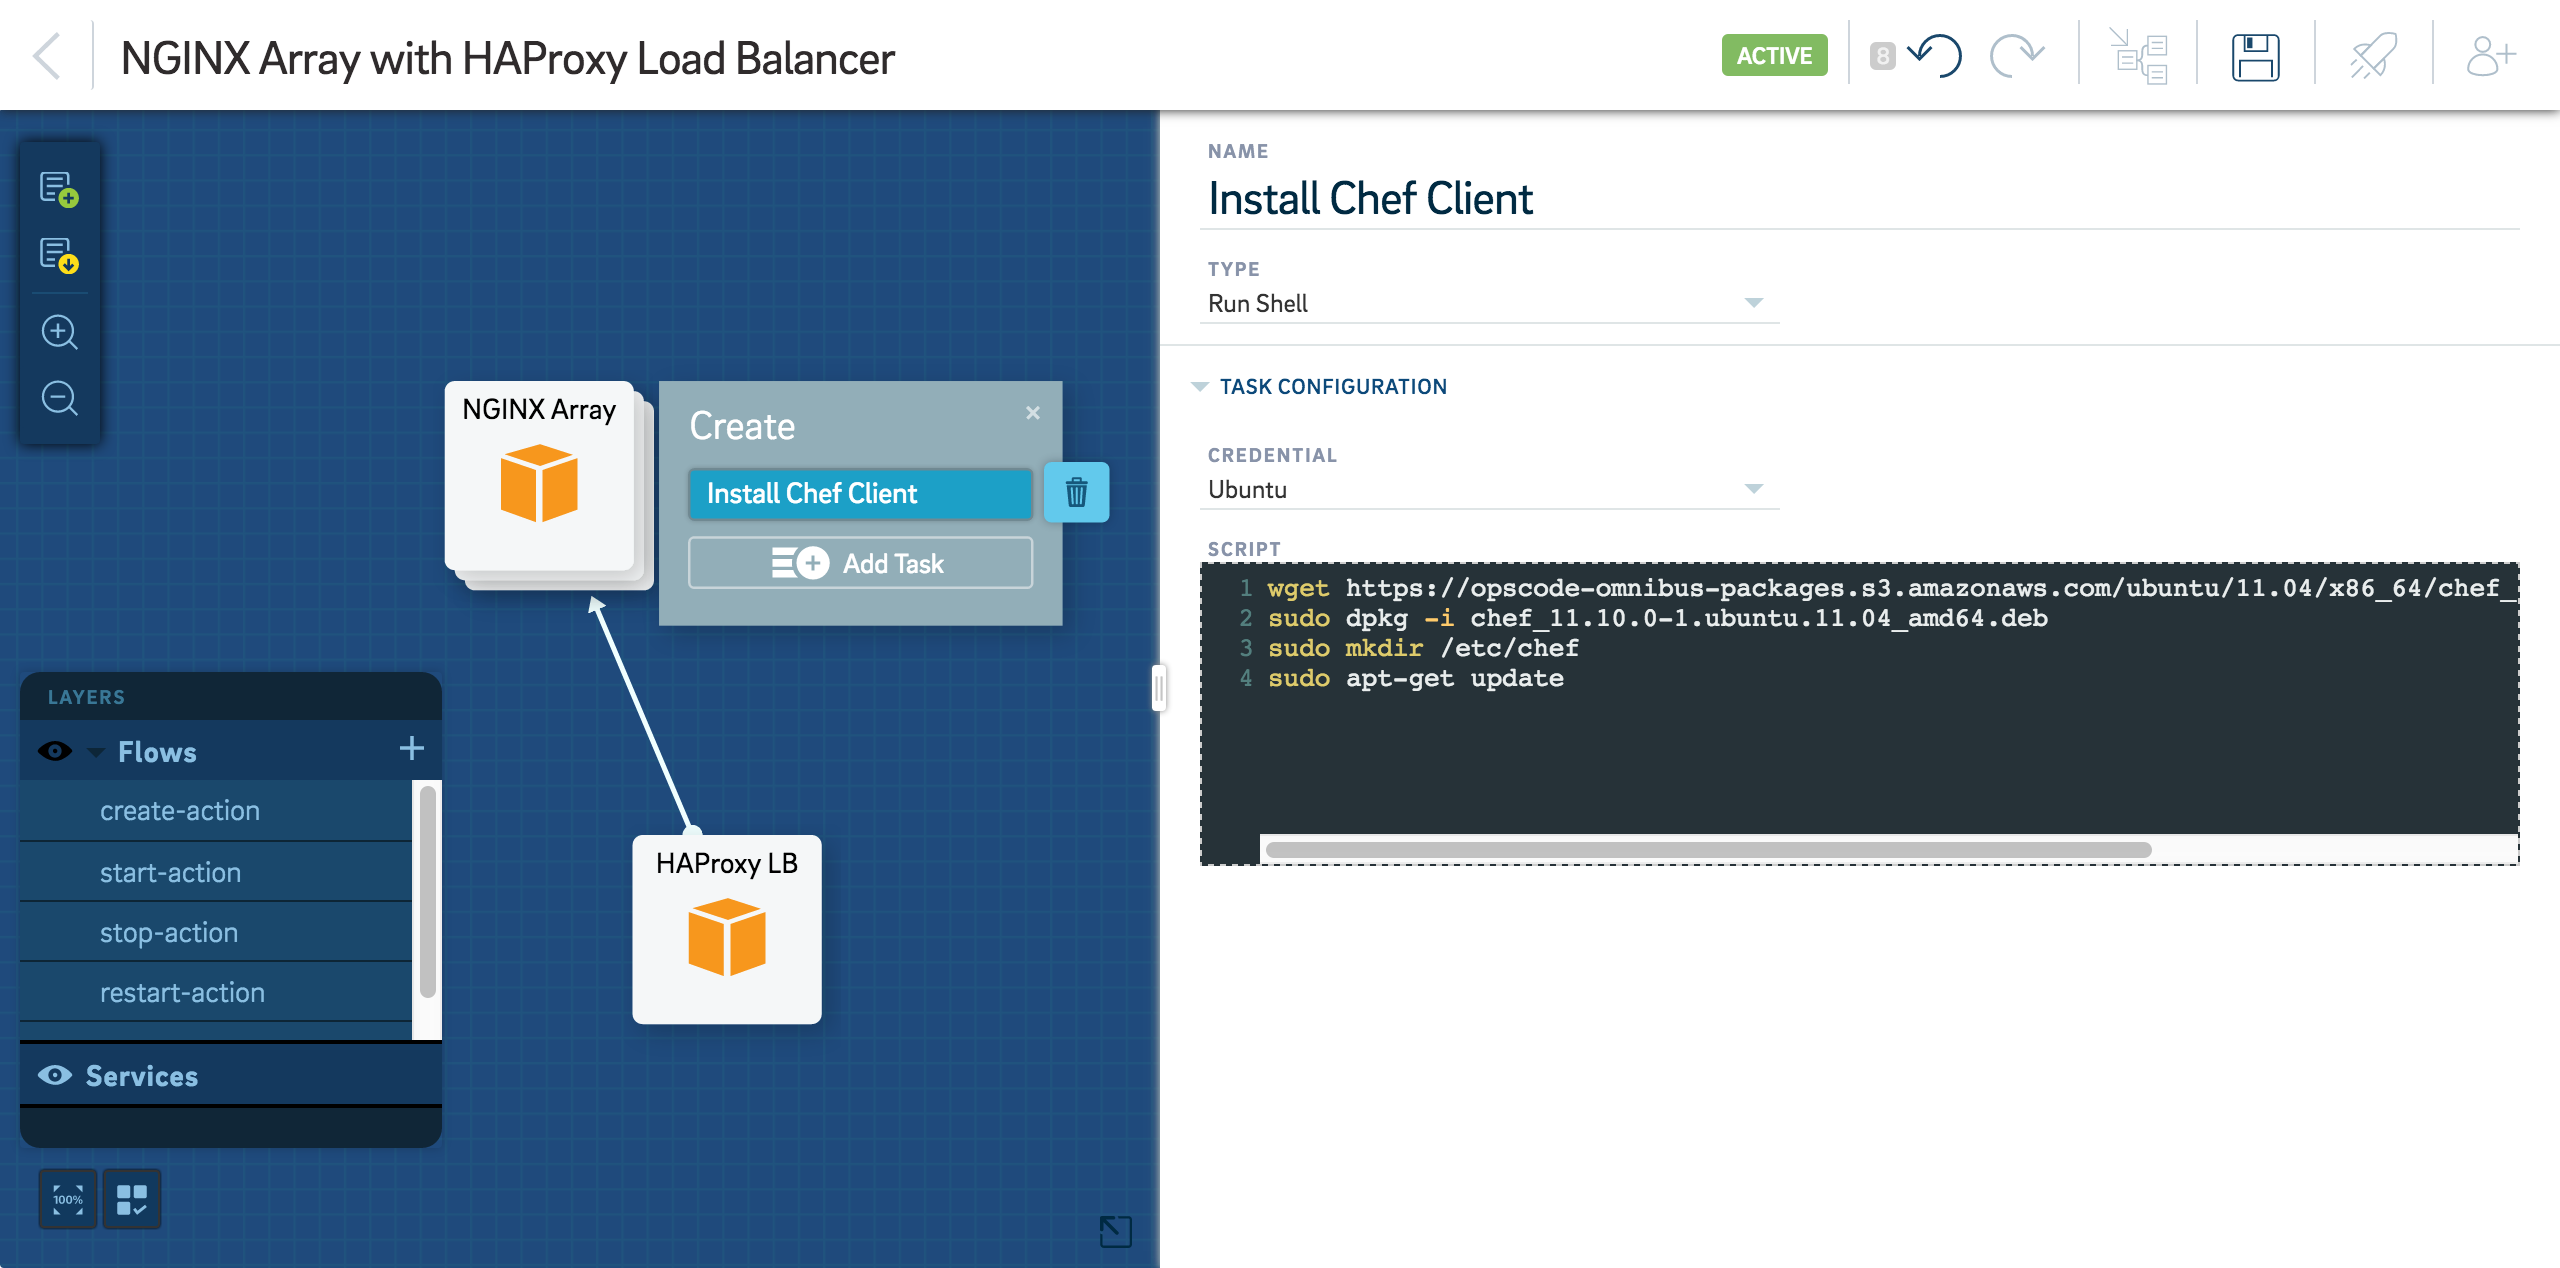 NGINX Array with HAProxy Load Balancer
ACTIVE
8
NGINX Array
Create
×
Install Chef Client
Add Task
HAProxy LB
LAYERS
Flows
create-action
start-action
stop-action
restart-action
Services
100%
NAME
Install Chef Client
TYPE
Run Shell
TASK CONFIGURATION
CREDENTIAL
Ubuntu
SCRIPT
1 wget https://opscode-omnibus-packages.s3.amazonaws.com/ubuntu/11.04/x86_64/chef_
2 sudo dpkg -i chef_11.10.0-1.ubuntu.11.04_amd64.deb
3 sudo mkdir /etc/chef
4 sudo apt-get update